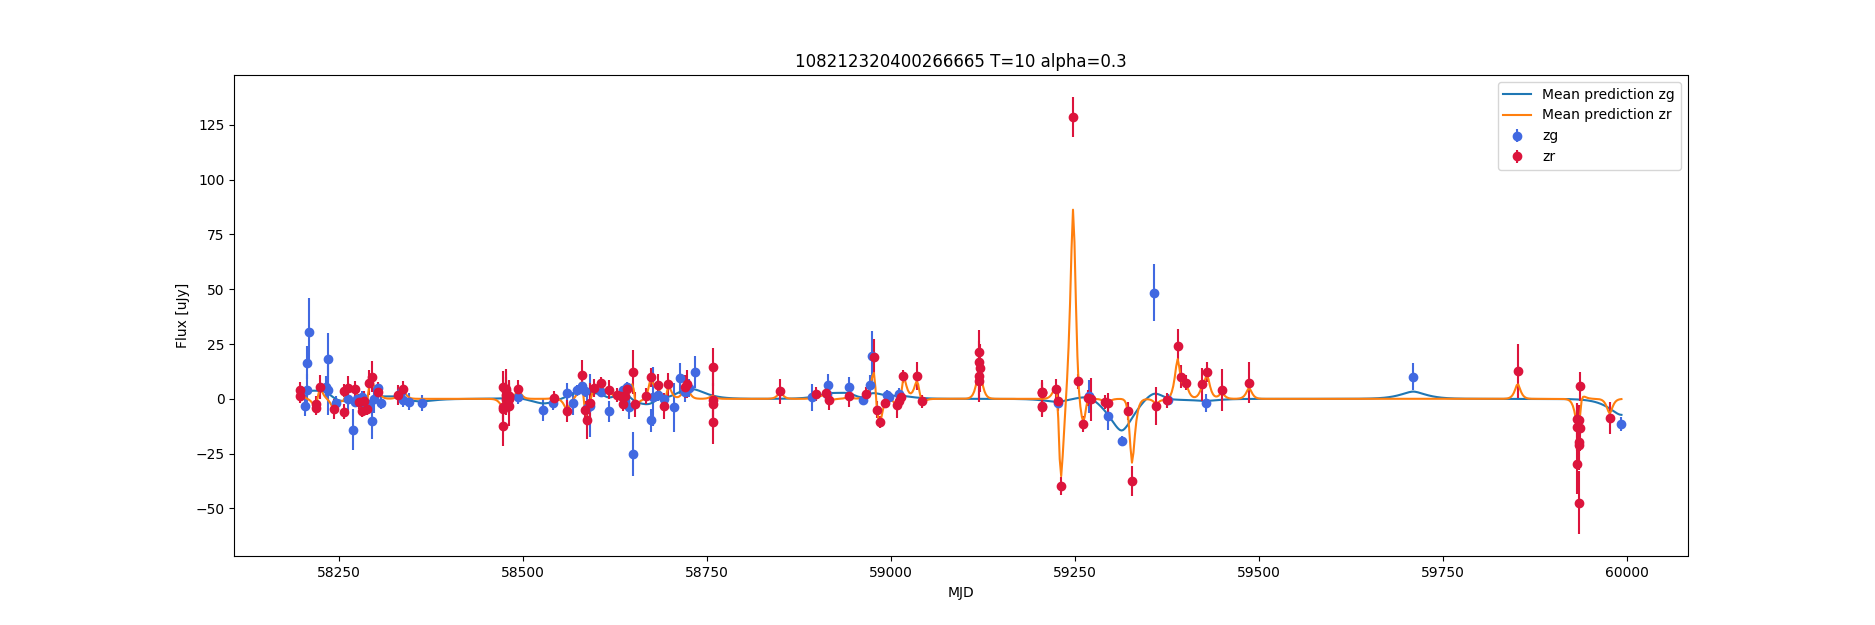 108212320400266665 T=10 alpha=0.3
Mean prediction zg
Mean prediction zr
zg
zr
125
100
75
50
25
0
−25
−50
Flux [uJy]
58250 58500 58750 59000 59250 59500 59750 60000
MJD